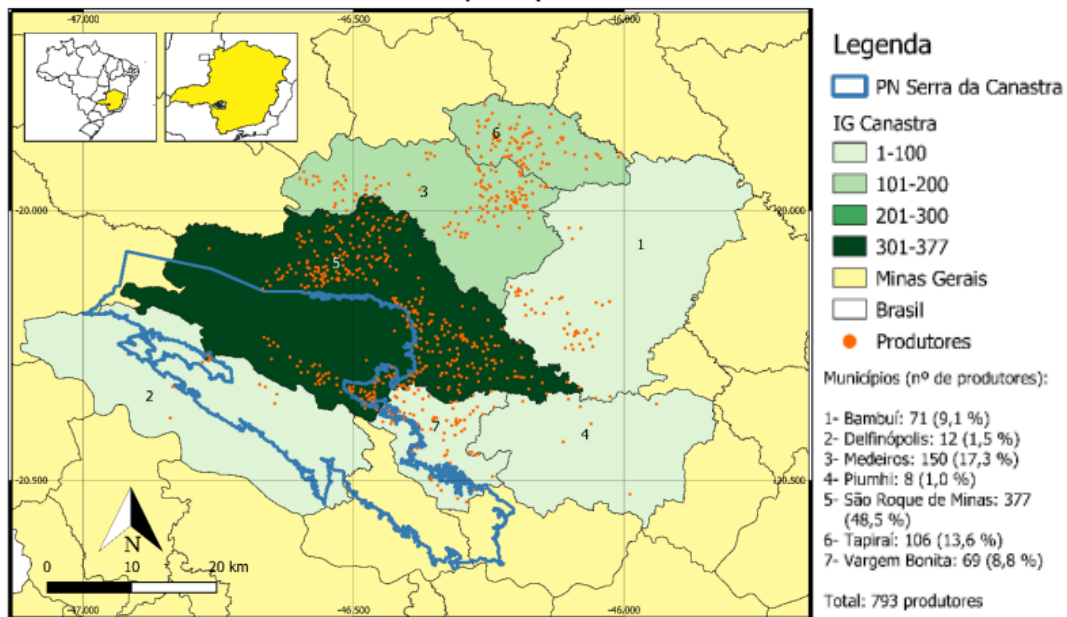 -47.000
-46.500
-46.000
Legenda
PN Serra da Canastra
IG Canastra
1-100
101-200
201-300
301-377
Minas Gerais
Brasil
Produtores
Municípios (nº de produtores):
1- Bambuí: 71 (9,1 %)
2- Delfinópolis: 12 (1,5 %)
3- Medeiros: 150 (17,3 %)
4- Piumhi: 8 (1,0 %)
5- São Roque de Minas: 377
(48,5 %)
6- Tapiraí: 106 (13,6 %)
7- Vargem Bonita: 69 (8,8 %)
Total: 793 produtores
6
3
-20.000
1
5
2
7
4
-20.500
N
0 10 20 km
-47.000
-46.500
-46.000